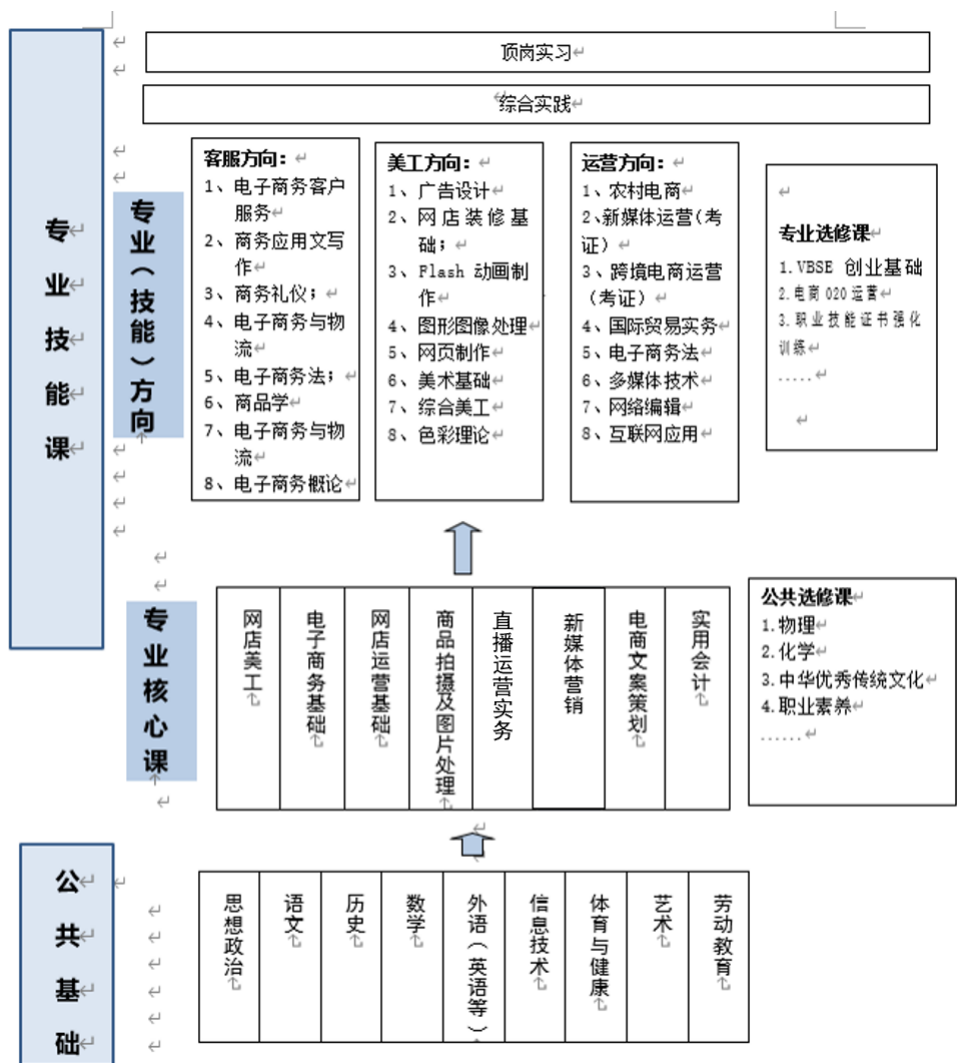 顶岗实习
综合实践
专业技能课
专业（技能）方向
客服方向：
1、电子商务客户
服务
2、商务应用文写
作
3、商务礼仪；
4、电子商务与物
流
5、电子商务法；
6、商品学
7、电子商务与物
流
8、电子商务概论
美工方向：
1、广告设计
2、网店装修基
础；
3、Flash 动画制
作
4、图形图像处理
5、网页制作
6、美术基础
7、综合美工
8、色彩理论
运营方向：
1、农村电商
2、新媒体运营（考
证）
3、跨境电商运营
（考证）
4、国际贸易实务
5、电子商务法
6、多媒体技术
7、网络编辑
8、互联网应用
专业选修课
1.VBSE 创业基础
2.电商 O2O 运营
3.职业技能证书强化
训练
.....
专业核心课
网店美工
电子商务基础
网店运营基础
商品拍摄及图片处理
直播运营实务
新媒体营销
电商文案策划
实用会计
公共选修课
1.物理
2.化学
3.中华优秀传统文化
4.职业素养
......
公共基础
思想政治
语文
历史
数学
外语（英语等）
信息技术
体育与健康
艺术
劳动教育